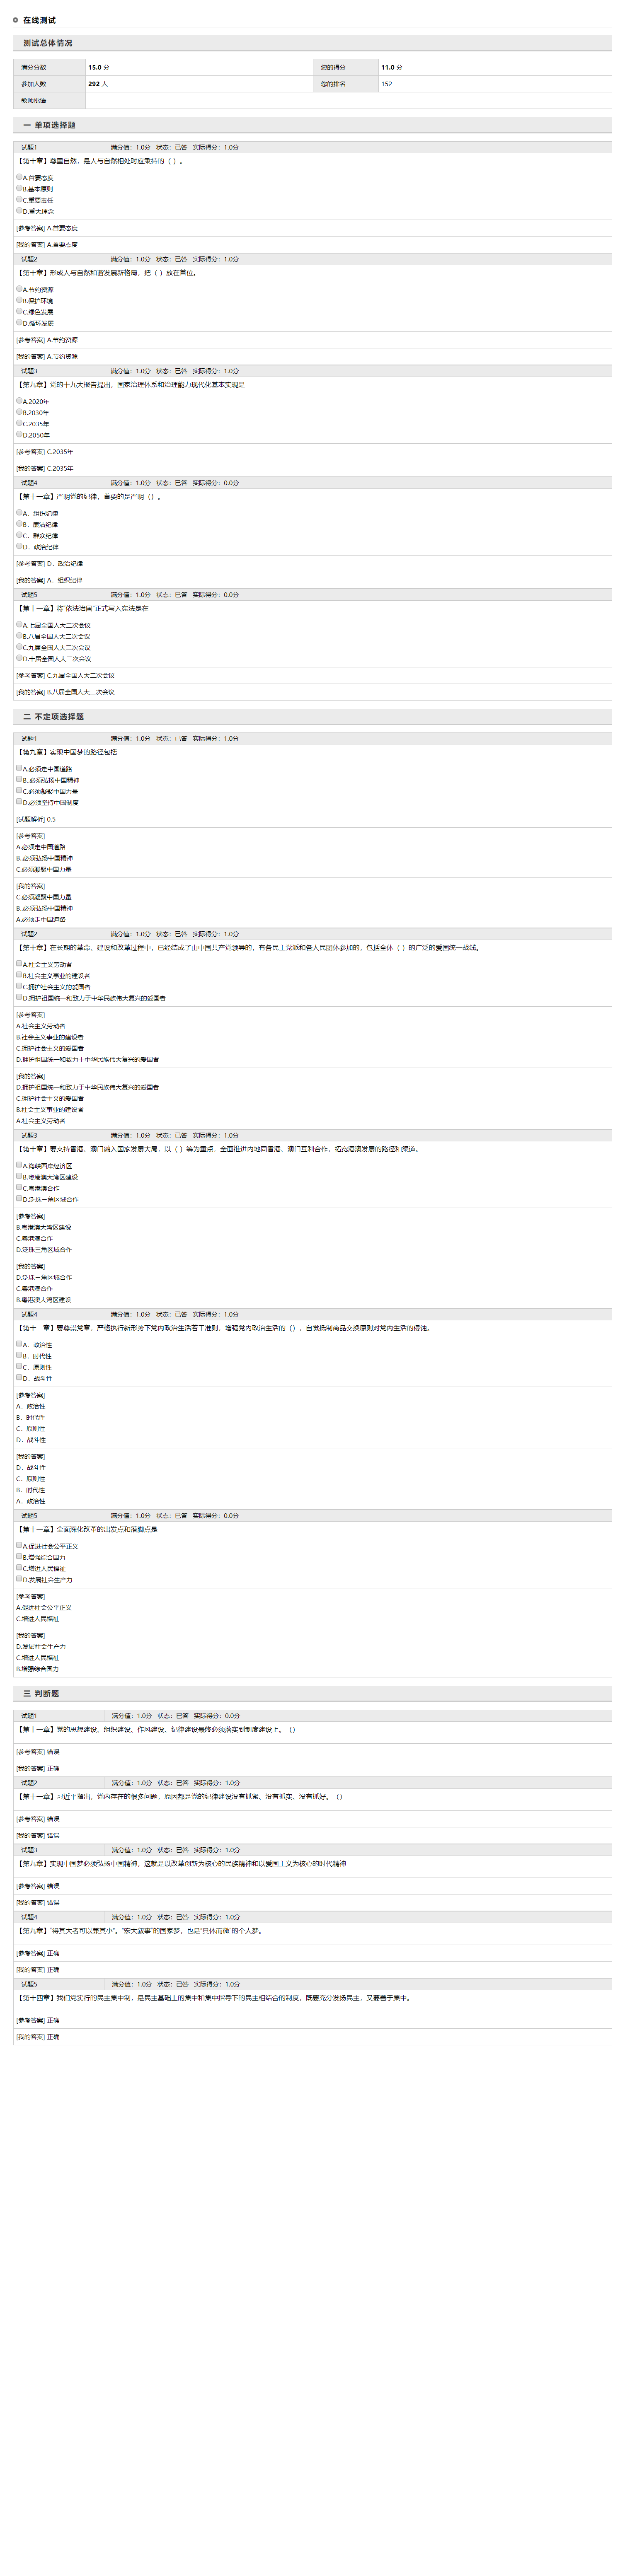 在线测试
测试总体情况
满分分数 15.0 分 您的得分 11.0 分
参加人数 292 人 您的排名 152
教师批语
一 单项选择题
试题1 满分值：1.0分 状态：已答 实际得分：1.0分
【第十章】尊重自然，是人与自然相处时应秉持的（ ）。
A.首要态度
B.基本原则
C.重要责任
D.重大理念
[参考答案] A.首要态度
[我的答案] A.首要态度
试题2 满分值：1.0分 状态：已答 实际得分：1.0分
【第十章】形成人与自然和谐发展新格局，把（ ）放在首位。
A.节约资源
B.保护环境
C.绿色发展
D.循环发展
[参考答案] A.节约资源
[我的答案] A.节约资源
试题3 满分值：1.0分 状态：已答 实际得分：1.0分
【第九章】党的十九大报告提出，国家治理体系和治理能力现代化基本实现是
A.2020年
B.2030年
C.2035年
D.2050年
[参考答案] C.2035年
[我的答案] C.2035年
试题4 满分值：1.0分 状态：已答 实际得分：0.0分
【第十一章】严明党的纪律，首要的是严明（）。
A．组织纪律
B．廉洁纪律
C．群众纪律
D．政治纪律
[参考答案] D．政治纪律
[我的答案] A．组织纪律
试题5 满分值：1.0分 状态：已答 实际得分：0.0分
【第十一章】将“依法治国”正式写入宪法是在
A.七届全国人大二次会议
B.八届全国人大二次会议
C.九届全国人大二次会议
D.十届全国人大二次会议
[参考答案] C.九届全国人大二次会议
[我的答案] B.八届全国人大二次会议
二 不定项选择题
试题1 满分值：1.0分 状态：已答 实际得分：1.0分
【第九章】实现中国梦的路径包括
A.必须走中国道路
B..必须弘扬中国精神
C.必须凝聚中国力量
D.必须坚持中国制度
[试题解析] 0.5
[参考答案]
A.必须走中国道路
B..必须弘扬中国精神
C.必须凝聚中国力量
[我的答案]
C.必须凝聚中国力量
B..必须弘扬中国精神
A.必须走中国道路
试题2 满分值：1.0分 状态：已答 实际得分：1.0分
【第十章】在长期的革命、建设和改革过程中，已经结成了由中国共产党领导的，有各民主党派和各人民团体参加的，包括全体（ ）的广泛的爱国统一战线。
A.社会主义劳动者
B.社会主义事业的建设者
C.拥护社会主义的爱国者
D.拥护祖国统一和致力于中华民族伟大复兴的爱国者
[参考答案]
A.社会主义劳动者
B.社会主义事业的建设者
C.拥护社会主义的爱国者
D.拥护祖国统一和致力于中华民族伟大复兴的爱国者
[我的答案]
D.拥护祖国统一和致力于中华民族伟大复兴的爱国者
C.拥护社会主义的爱国者
B.社会主义事业的建设者
A.社会主义劳动者
试题3 满分值：1.0分 状态：已答 实际得分：1.0分
【第十章】要支持香港、澳门融入国家发展大局，以（ ）等为重点，全面推进内地同香港、澳门互利合作，拓宽港澳发展的路径和渠道。
A.海峡西岸经济区
B.粤港澳大湾区建设
C.粤港澳合作
D.泛珠三角区域合作
[参考答案]
B.粤港澳大湾区建设
C.粤港澳合作
D.泛珠三角区域合作
[我的答案]
D.泛珠三角区域合作
C.粤港澳合作
B.粤港澳大湾区建设
试题4 满分值：1.0分 状态：已答 实际得分：1.0分
【第十一章】要尊崇党章，严格执行新形势下党内政治生活若干准则，增强党内政治生活的（），自觉抵制商品交换原则对党内生活的侵蚀。
A．政治性
B．时代性
C．原则性
D．战斗性
[参考答案]
A．政治性
B．时代性
C．原则性
D．战斗性
[我的答案]
D．战斗性
C．原则性
B．时代性
A．政治性
试题5 满分值：1.0分 状态：已答 实际得分：0.0分
【第十一章】全面深化改革的出发点和落脚点是
A.促进社会公平正义
B.增强综合国力
C.增进人民福祉
D.发展社会生产力
[参考答案]
A.促进社会公平正义
C.增进人民福祉
[我的答案]
D.发展社会生产力
C.增进人民福祉
B.增强综合国力
三 判断题
试题1 满分值：1.0分 状态：已答 实际得分：0.0分
【第十一章】党的思想建设、组织建设、作风建设、纪律建设最终必须落实到制度建设上。（）
[参考答案] 错误
[我的答案] 正确
试题2 满分值：1.0分 状态：已答 实际得分：1.0分
【第十一章】习近平指出，党内存在的很多问题，原因都是党的纪律建设没有抓紧、没有抓实、没有抓好。（）
[参考答案] 错误
[我的答案] 错误
试题3 满分值：1.0分 状态：已答 实际得分：1.0分
【第九章】实现中国梦必须弘扬中国精神，这就是以改革创新为核心的民族精神和以爱国主义为核心的时代精神
[参考答案] 错误
[我的答案] 错误
试题4 满分值：1.0分 状态：已答 实际得分：1.0分
【第九章】“得其大者可以兼其小”。“宏大叙事”的国家梦，也是“具体而微”的个人梦。
[参考答案] 正确
[我的答案] 正确
试题5 满分值：1.0分 状态：已答 实际得分：1.0分
【第十四章】我们党实行的民主集中制，是民主基础上的集中和集中指导下的民主相结合的制度，既要充分发扬民主，又要善于集中。
[参考答案] 正确
[我的答案] 正确